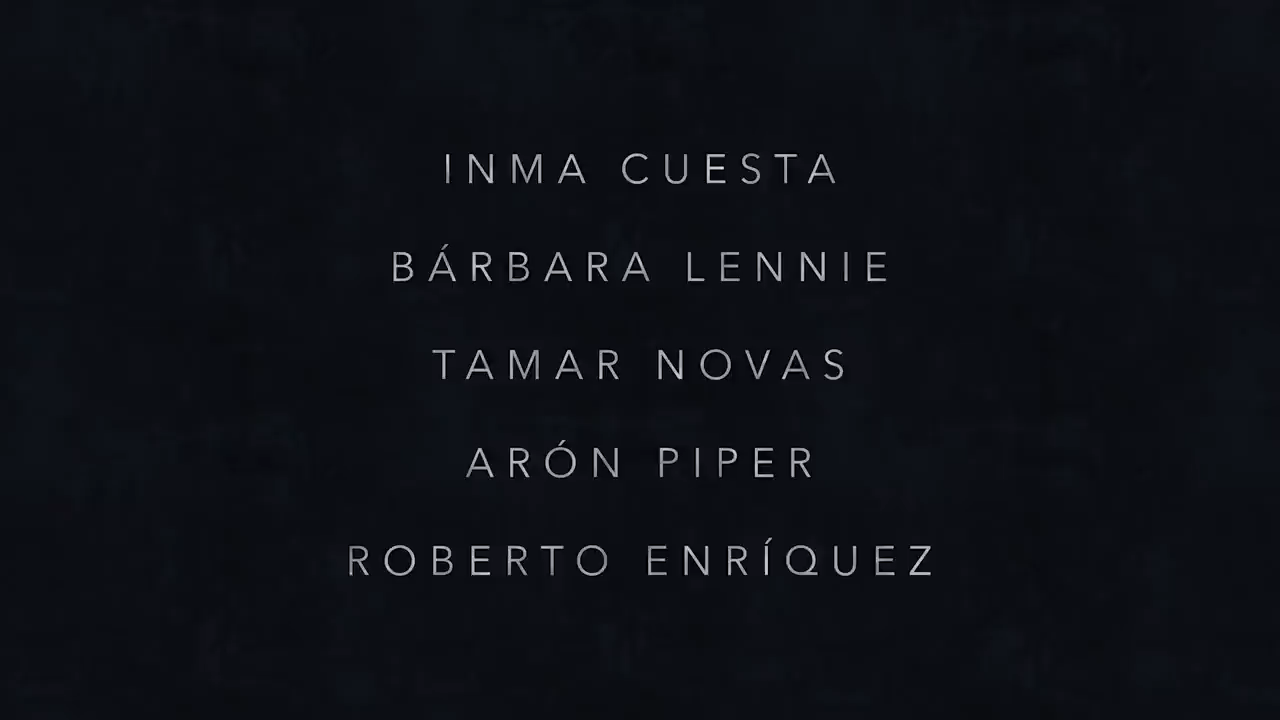 INMA CUESTA
BÁRBARA LENNIE
TAMAR NOVAS
ARÓN PIPER
ROBERTO ENRÍQUEZ